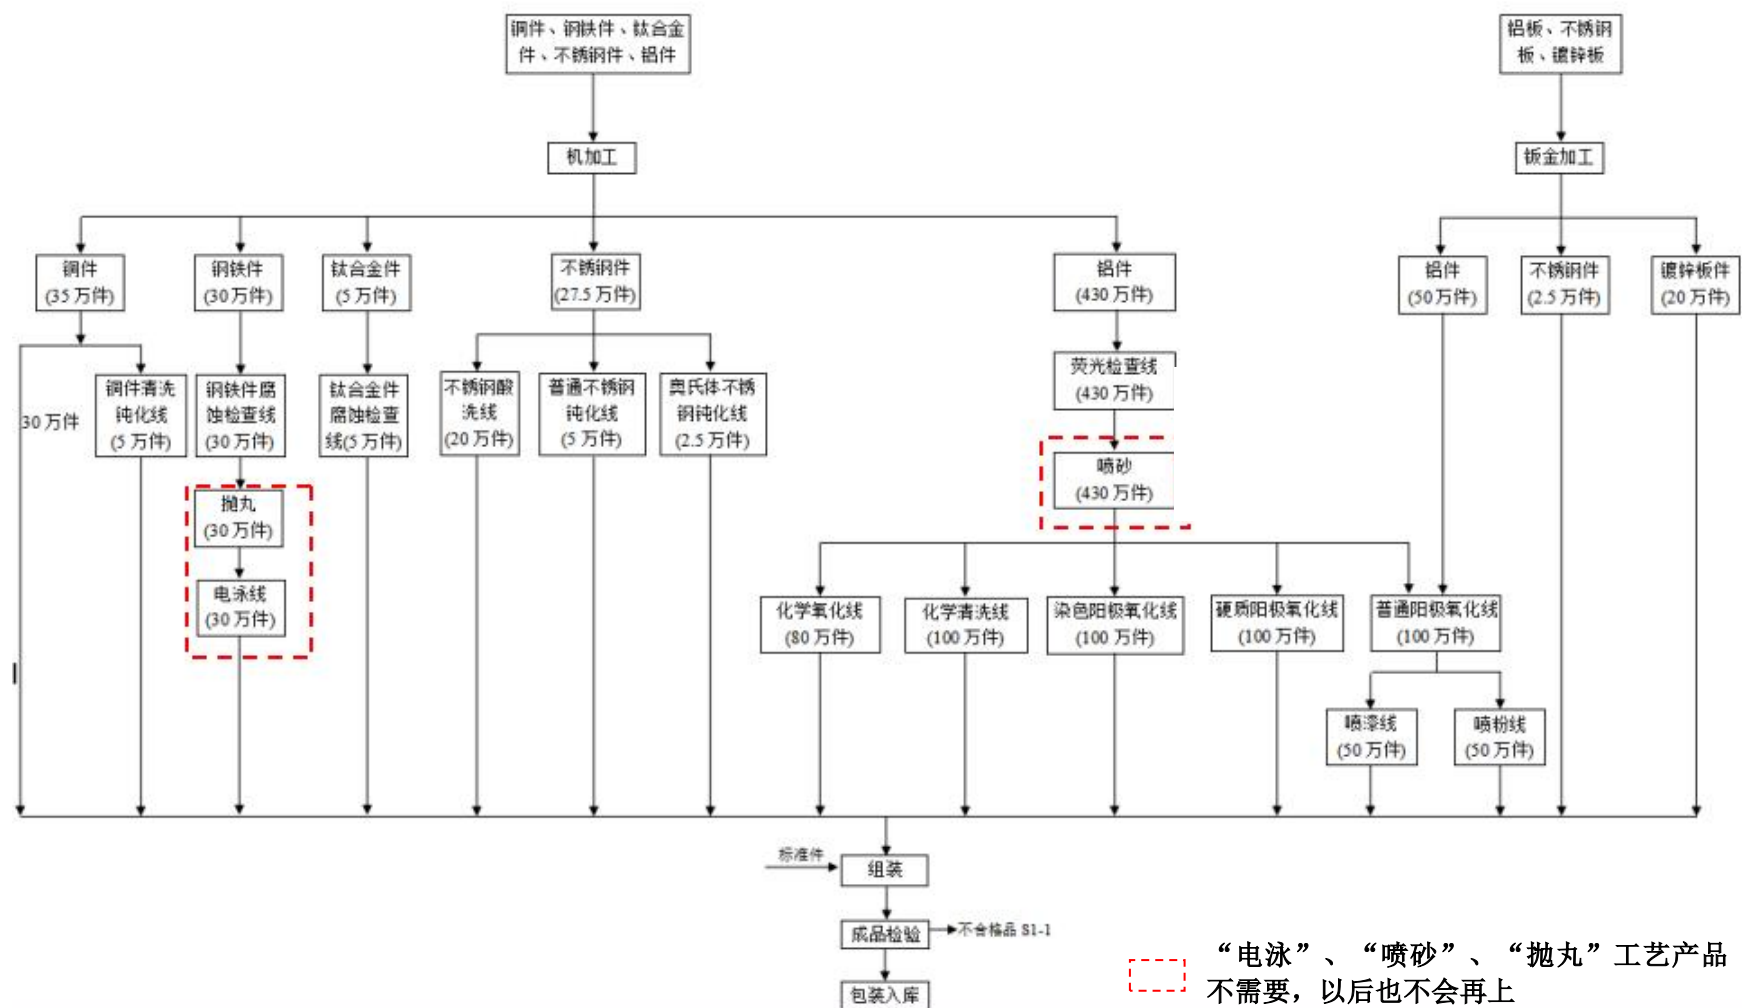 铜件、钢铁件、钛合金
件、不锈钢件、铝件
铝板、不锈钢
板、镀锌板
机加工
钣金加工
铜件
(35万件)
钢铁件
(30万件)
钛合金件
(5万件)
不锈钢件
(27.5万件)
铝件
(430万件)
铝件
(50万件)
不锈钢件
(2.5万件)
镀锌板件
(20万件)
30万件
铜件清洗
钝化线
(5万件)
钢铁件腐
蚀检查线
(30万件)
钛合金件
腐蚀检查
线(5万件)
不锈钢酸
洗线
(20万件)
普通不锈钢
钝化线
(5万件)
奥氏体不锈
钢钝化线
(2.5万件)
荧光检查线
(430万件)
抛丸
(30万件)
喷砂
(430万件)
电泳线
(30万件)
化学氧化线
(80万件)
化学清洗线
(100万件)
染色阳极氧化线
(100万件)
硬质阳极氧化线
(100万件)
普通阳极氧化线
(100万件)
喷漆线
(50万件)
喷粉线
(50万件)
标准件
组装
成品检验
不合格品 S1-1
包装入库
“电泳”、“喷砂”、“抛丸”工艺产品
不需要，以后也不会再上